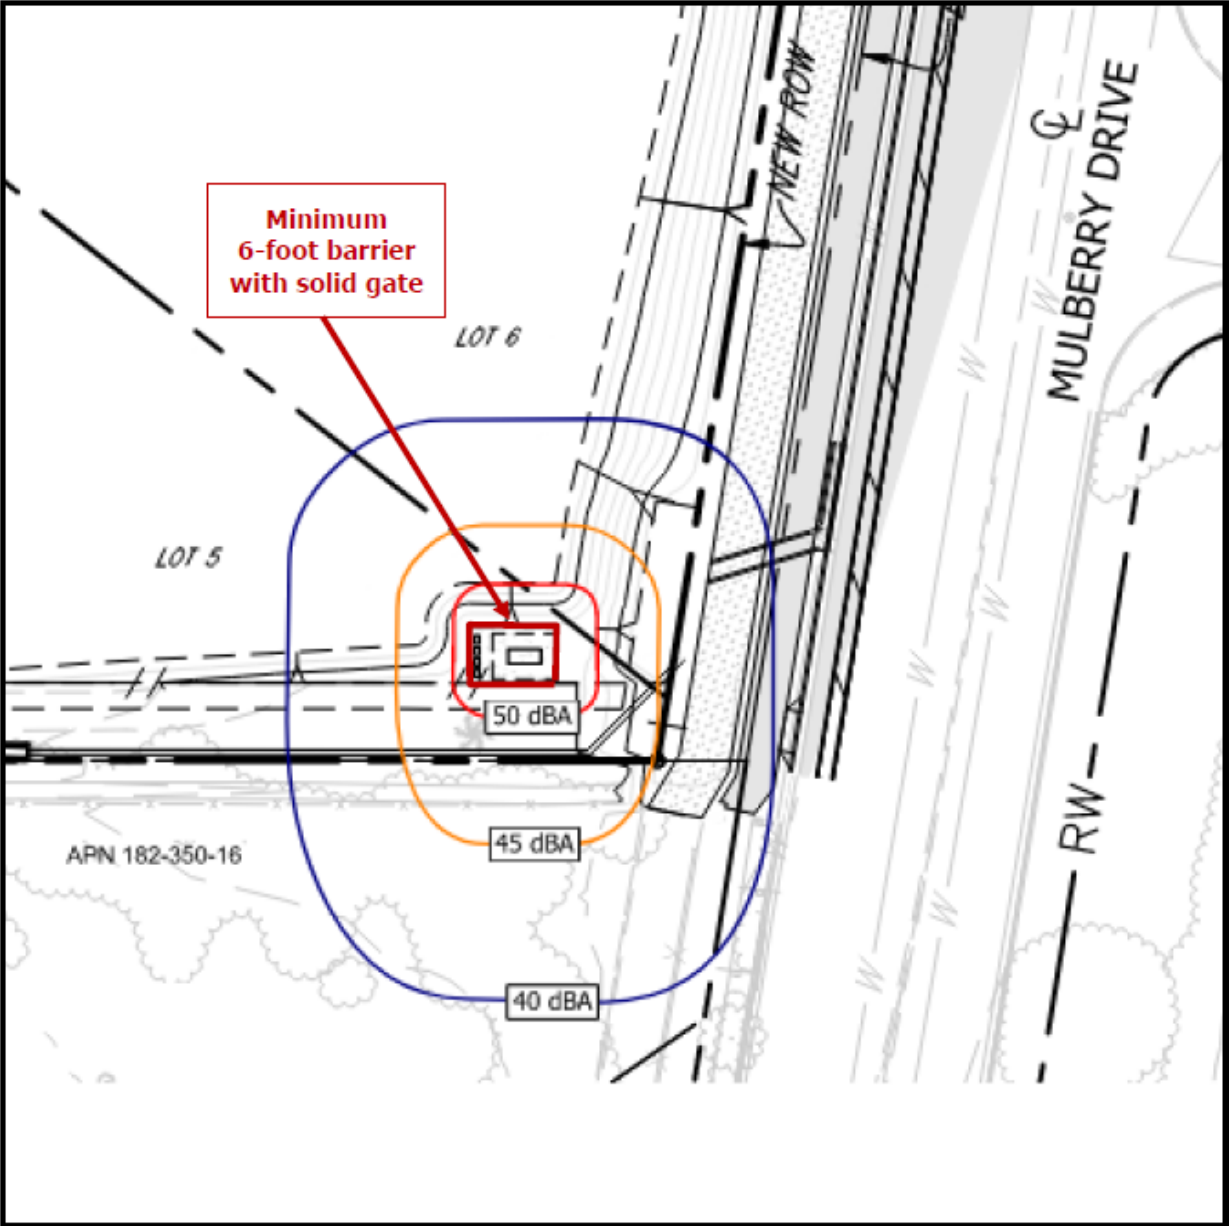 NEW ROW
℄
MULBERRY DRIVE
Minimum
6-foot barrier
with solid gate
LOT 6
W
W
LOT 5
W
W
50 dBA
45 dBA
APN 182-350-16
RW
W
W
40 dBA